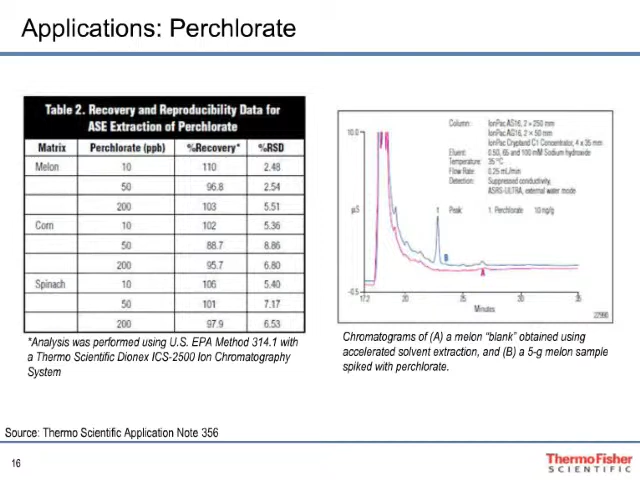 Applications: Perchlorate
Table 2. Recovery and Reproducibility Data for
ASE Extraction of Perchlorate
Matrix Perchlorate (ppb) %Recovery* %RSD
Melon 10 110 2.48
50 96.8 2.54
200 103 5.51
Corn 10 102 5.36
50 88.7 8.86
200 95.7 6.80
Spinach 10 106 5.40
50 101 7.17
200 97.9 6.53
*Analysis was performed using U.S. EPA Method 314.1 with
a Thermo Scientific Dionex ICS-2500 Ion Chromatography
System
Column: IonPac AG16, 2 × 250 mm
IonPac AG16, 2 × 50 mm
IonPac Cryptand C1 Concentrator, 4 x 35 mm
Eluent: 0.50, 65 and 100 mM Sodium hydroxide
Temperature: 35 °C
Flow Rate: 0.25 mL/min
Detection: Suppressed conductivity,
ASRS-ULTRA, external water mode
Peak: 1. Perchlorate 10 ng/g
10.0
µS
1
B
A
-0.5
17.2 20 25 30 35
Minutes
22990
Chromatograms of (A) a melon “blank” obtained using
accelerated solvent extraction, and (B) a 5-g melon sample
spiked with perchlorate.
Source: Thermo Scientific Application Note 356
16
ThermoFisher
SCIENTIFIC